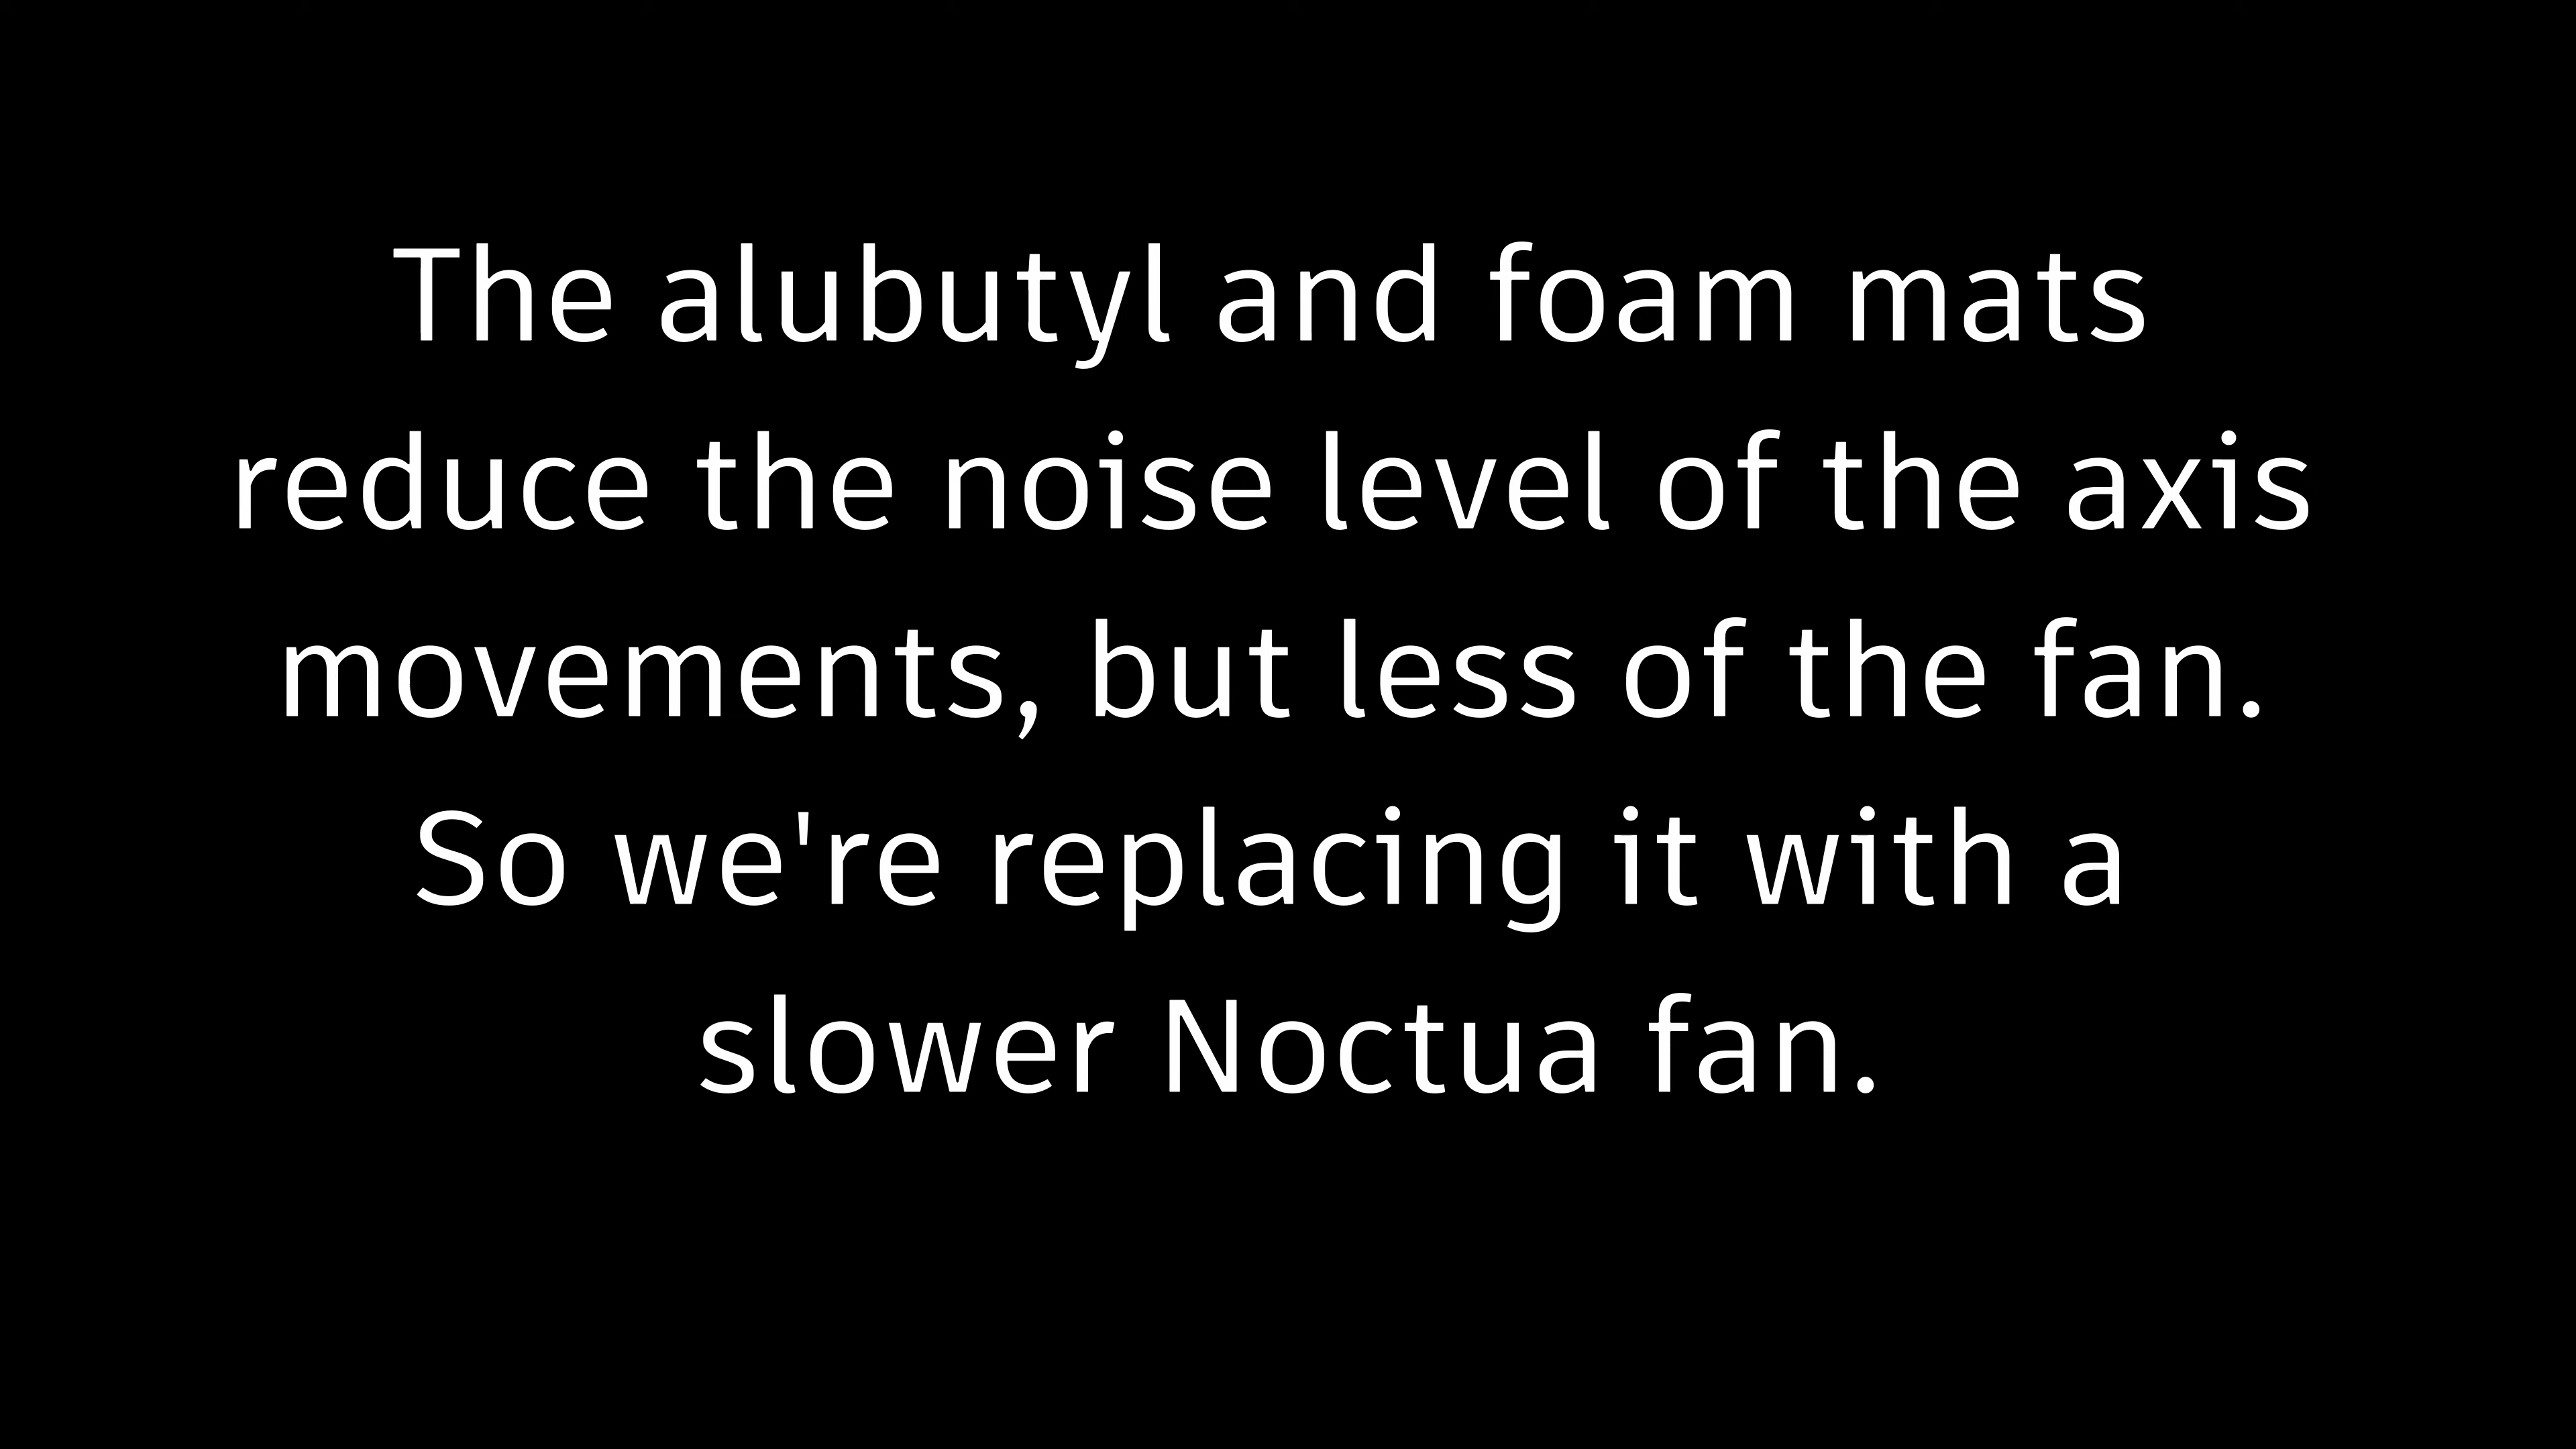 The alubutyl and foam mats
reduce the noise level of the axis
movements, but less of the fan.
So we're replacing it with a
slower Noctua fan.